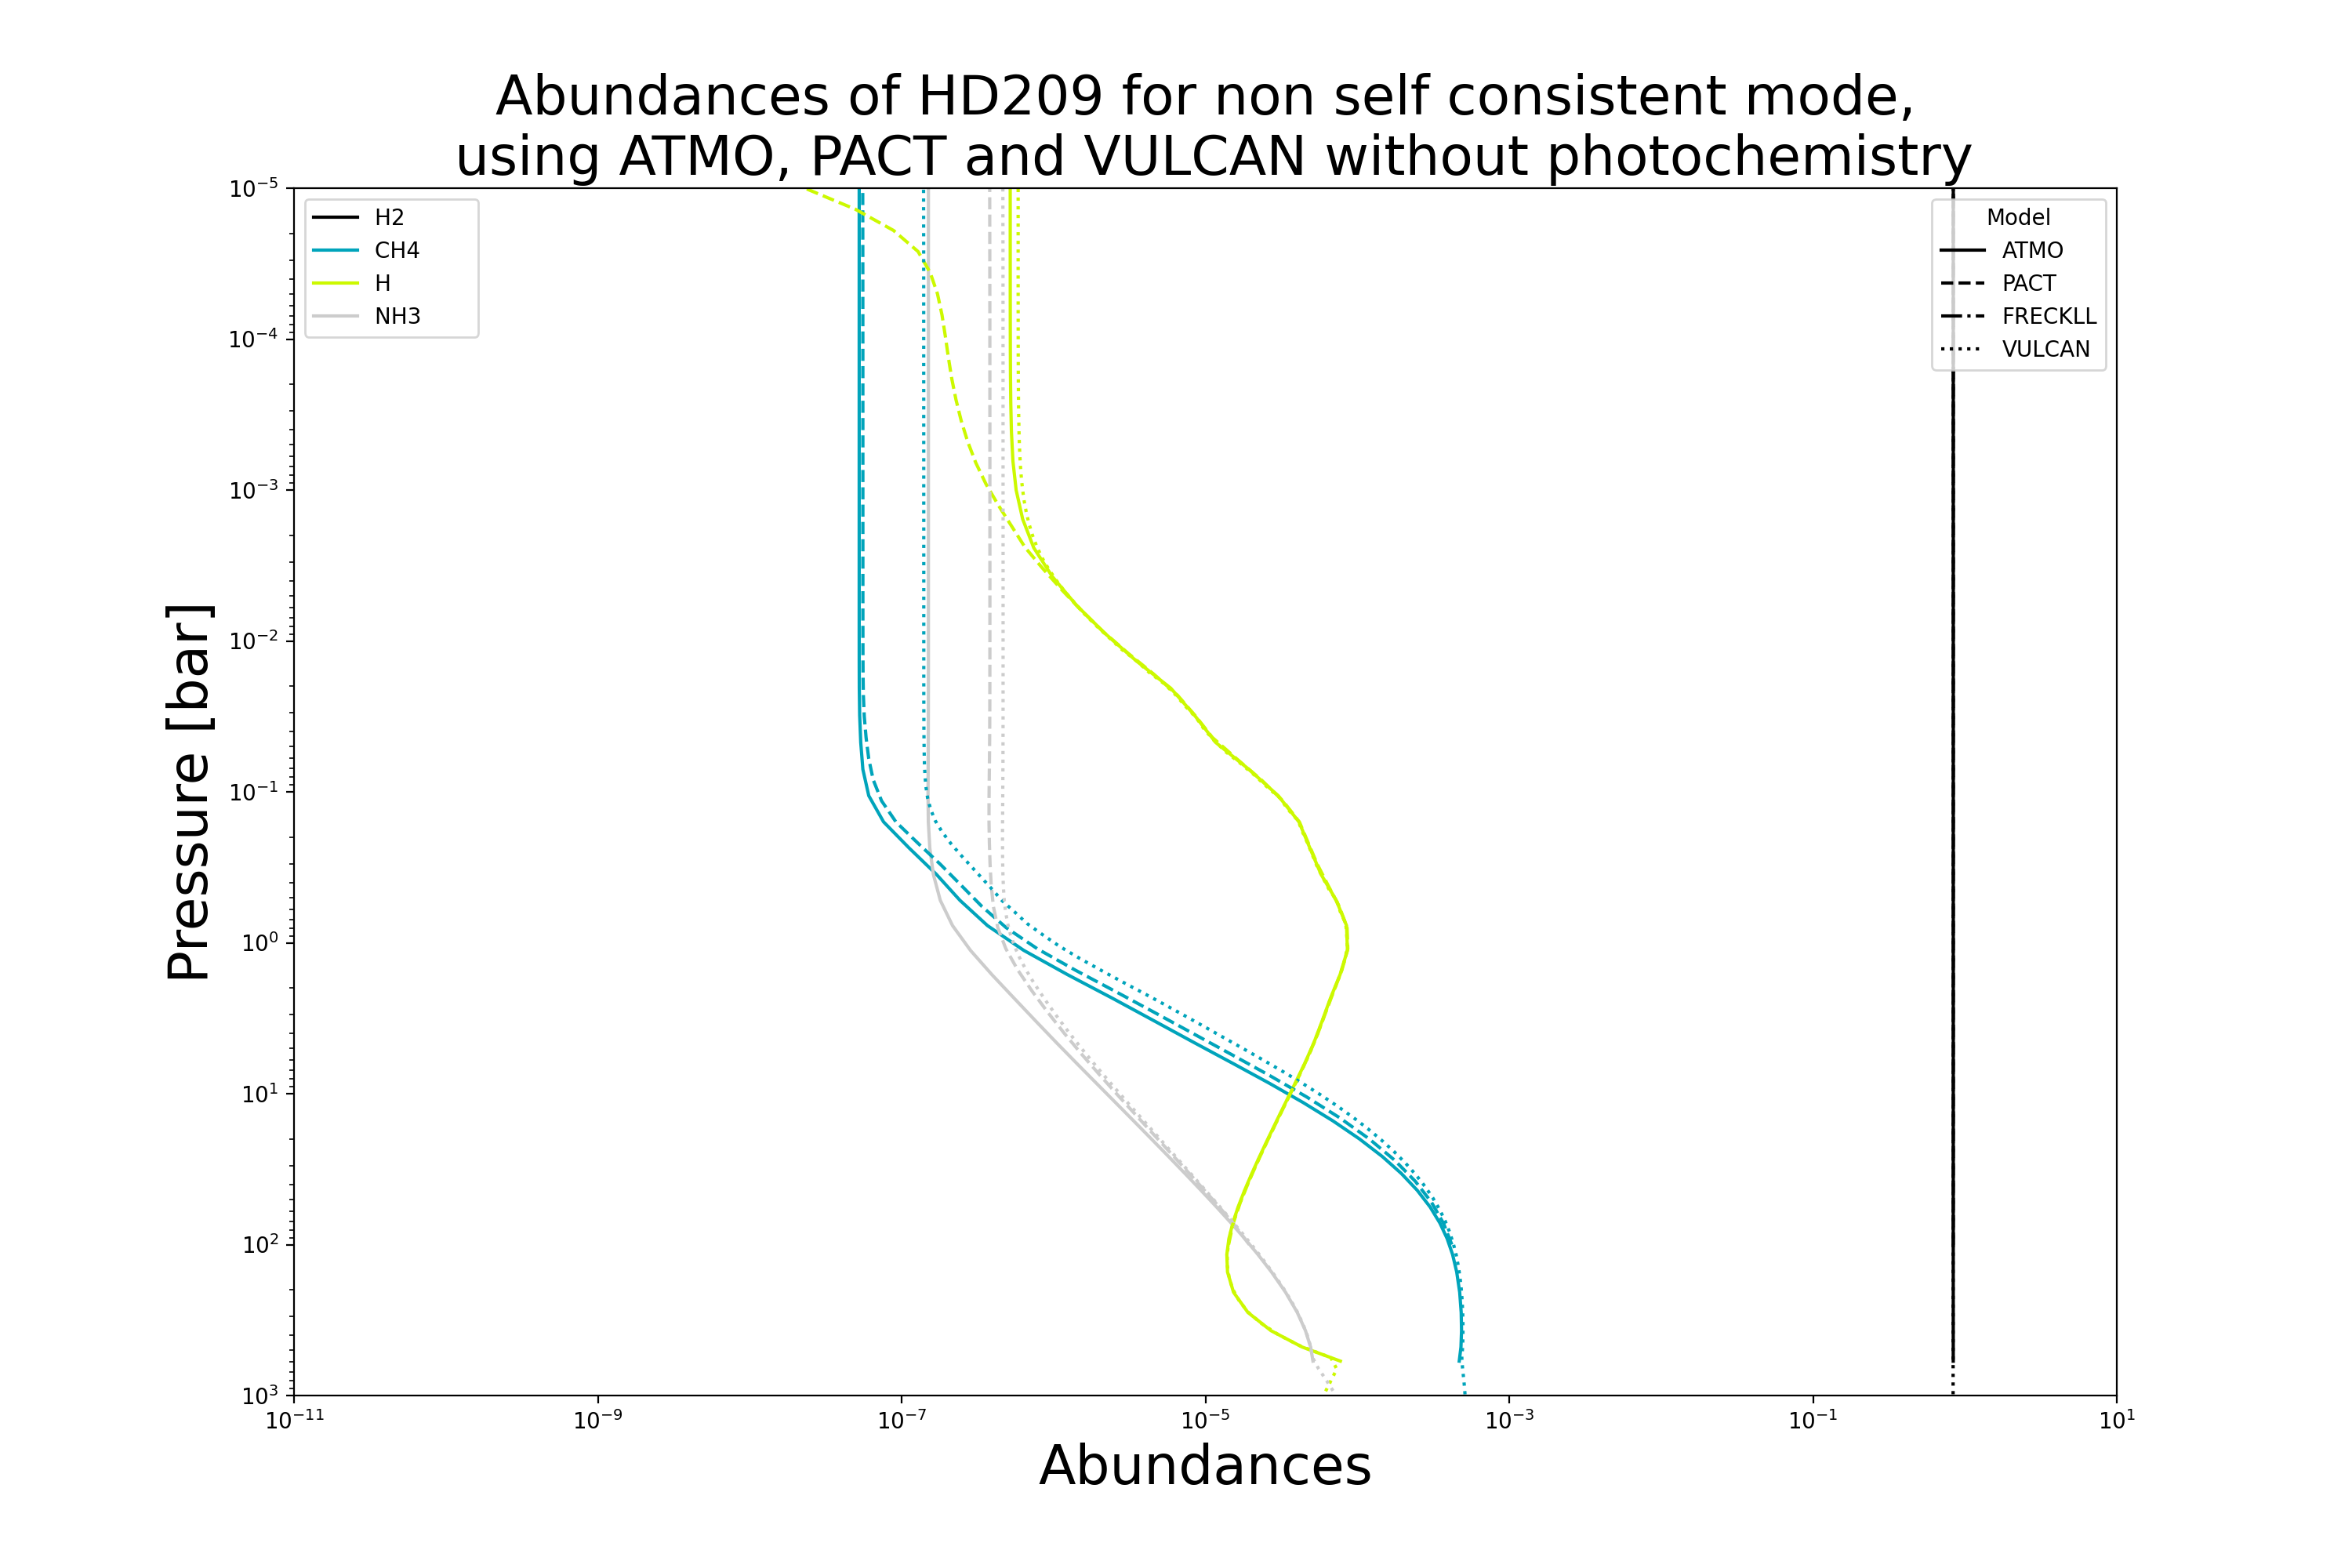 Abundances of HD209 for non self consistent mode,
using ATMO, PACT and VULCAN without photochemistry
H2
CH4
H
NH3
Model
ATMO
PACT
FRECKLL
VULCAN
Pressure [bar]
10⁻⁵
10⁻⁴
10⁻³
10⁻²
10⁻¹
10⁰
10¹
10²
10³
10⁻¹¹ 10⁻⁹ 10⁻⁷ 10⁻⁵ 10⁻³ 10⁻¹ 10¹
Abundances